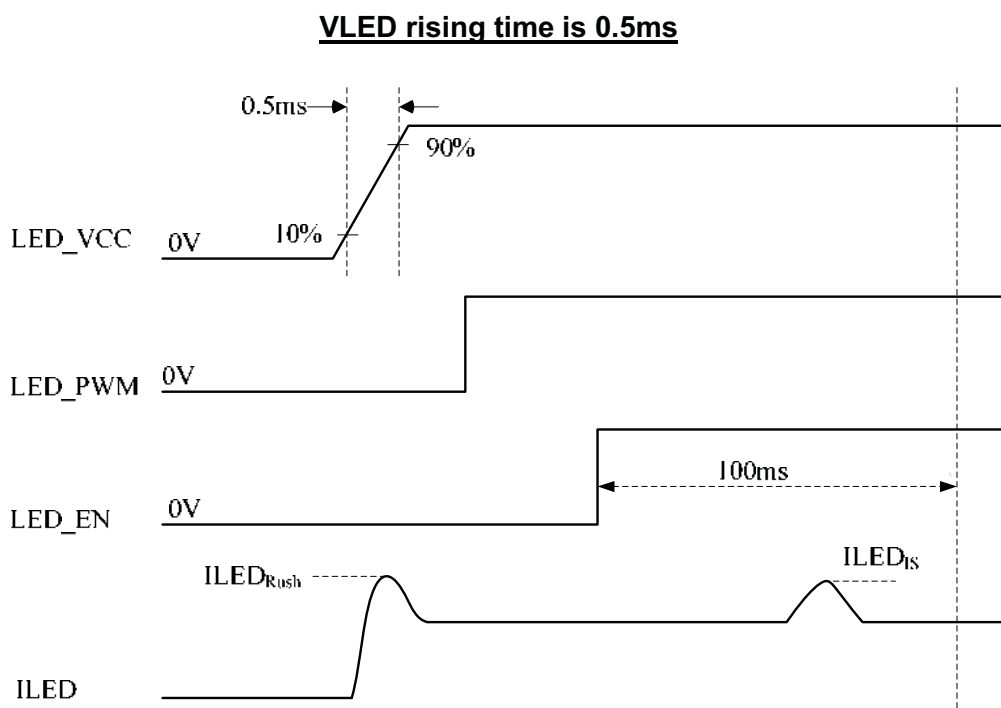 VLED rising time is 0.5ms
0.5ms
90%
10%
LED_VCC
0V
LED_PWM
0V
100ms
LED_EN
0V
ILEDRush
ILEDIS
ILED